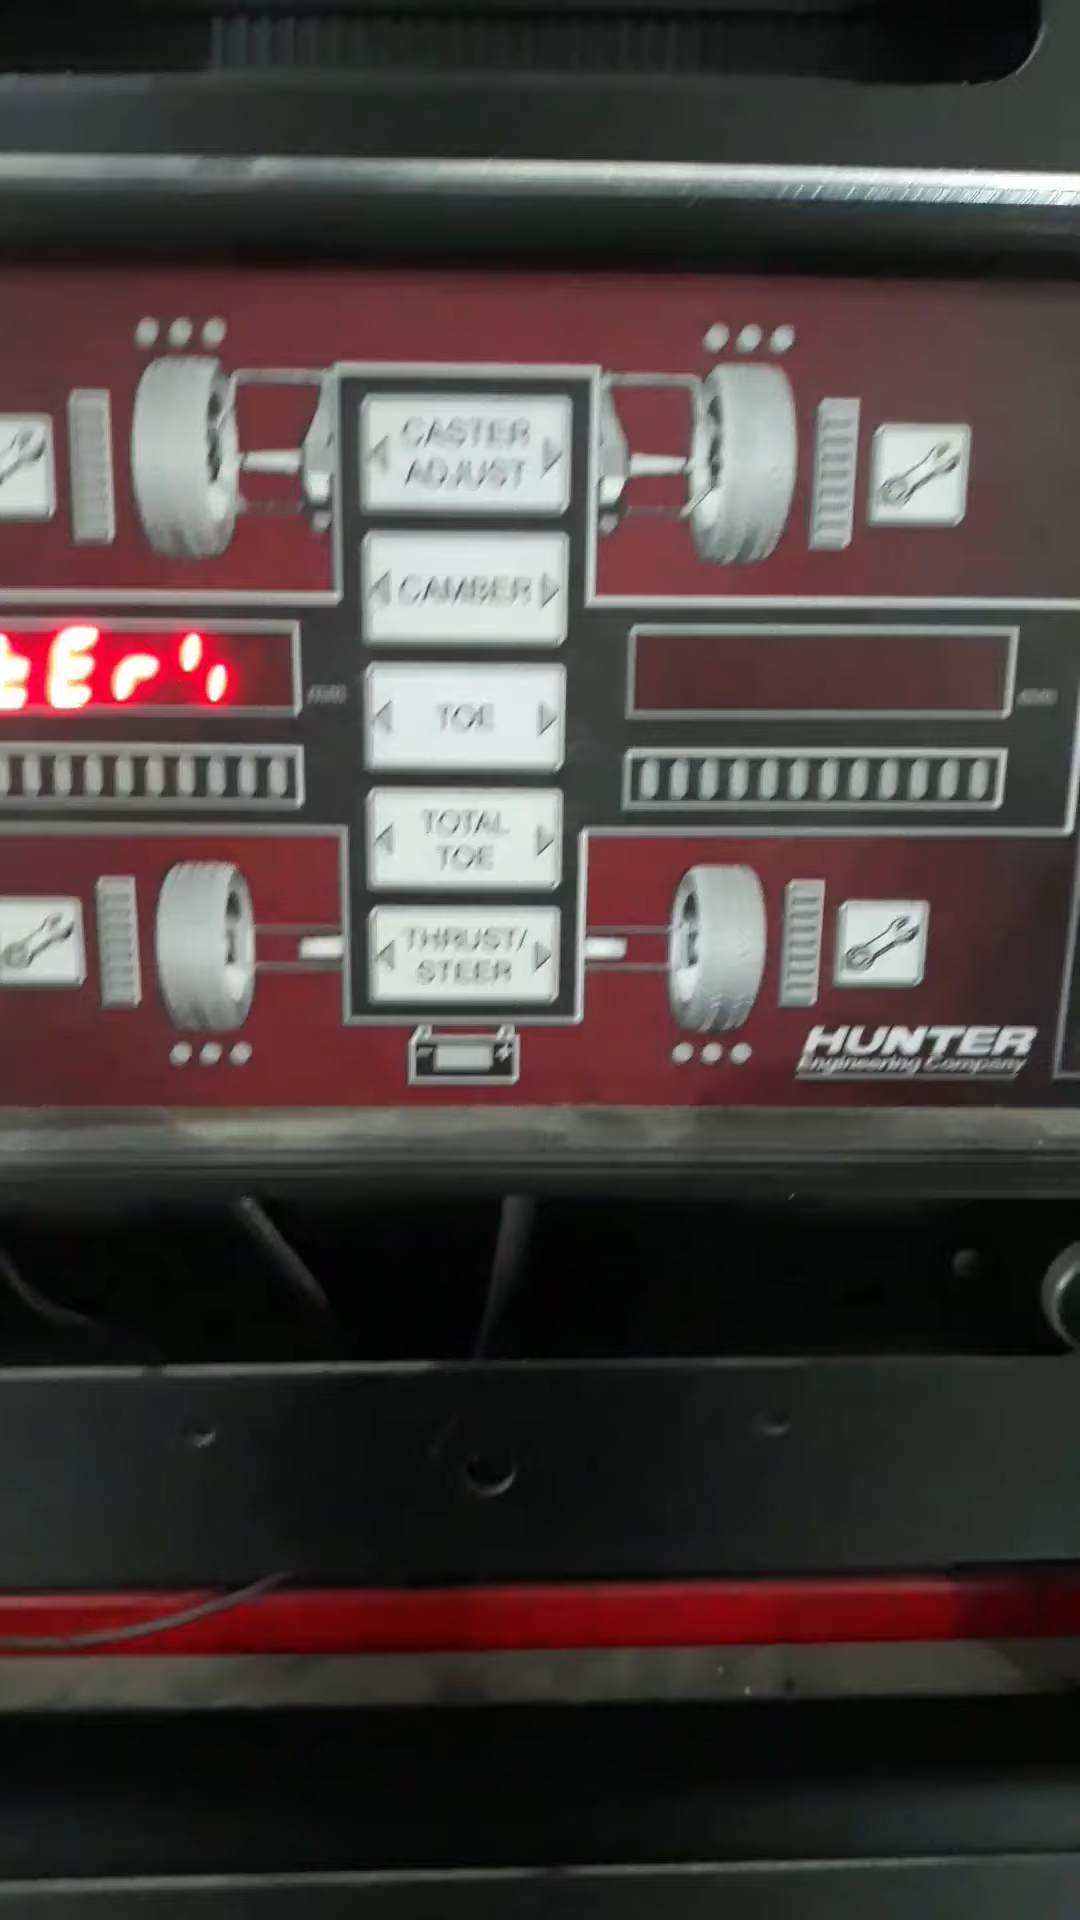 CASTER
ADJUST
CAMBER
TOE
TOTAL
TOE
THRUST/
STEER
HUNTER
Engineering Company